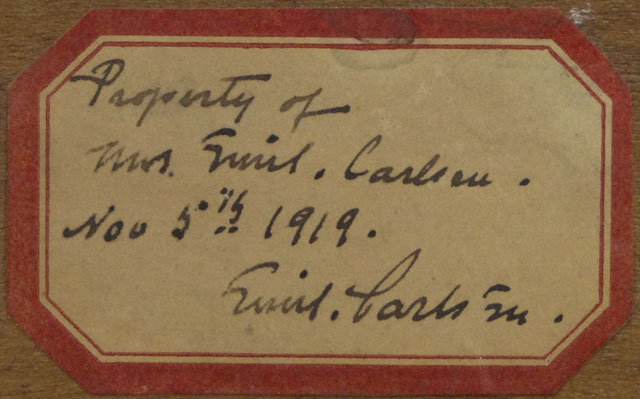 Property of
Mrs. Emil. Carlsen.
Nov 5th 1919.
Emil. Carlsen.